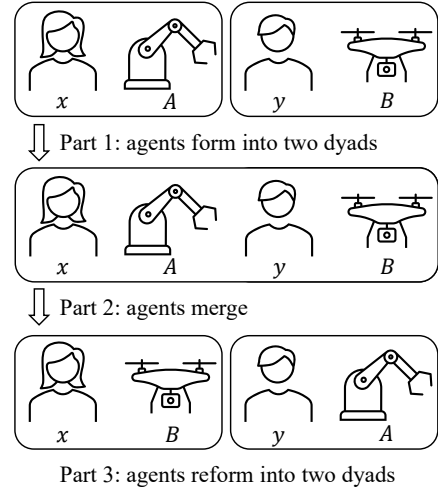 x A y B
Part 1: agents form into two dyads
x A y B
Part 2: agents merge
x B y A
Part 3: agents reform into two dyads